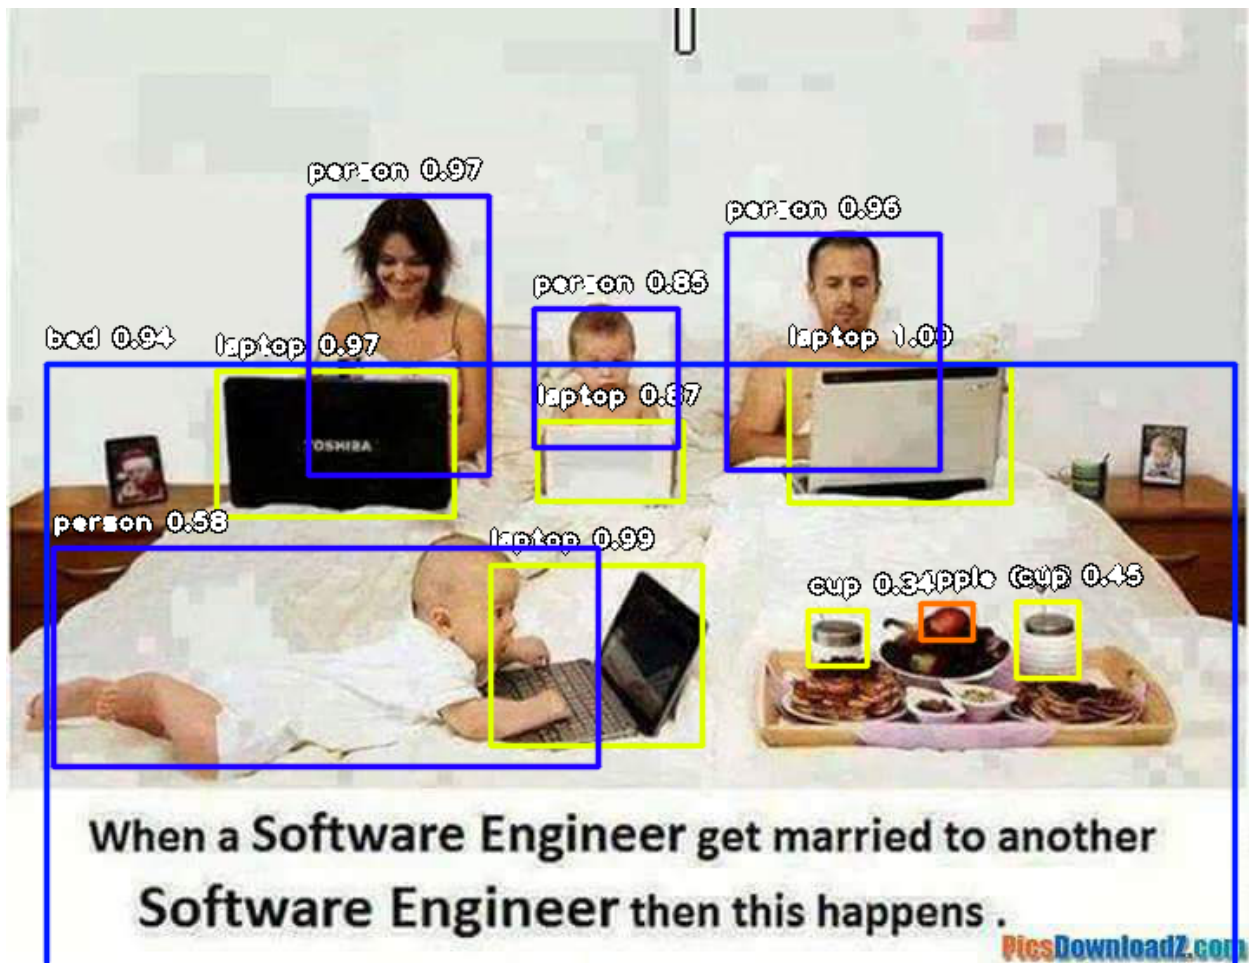 person 0.97
person 0.96
person 0.85
bed 0.94
laptop 0.97
laptop 1.00
laptop 0.87
TOSHIBA
person 0.58
laptop 0.99
cup 0.34
cup 0.45
When a Software Engineer get married to another
Software Engineer then this happens .
PicsDownloadZ.com